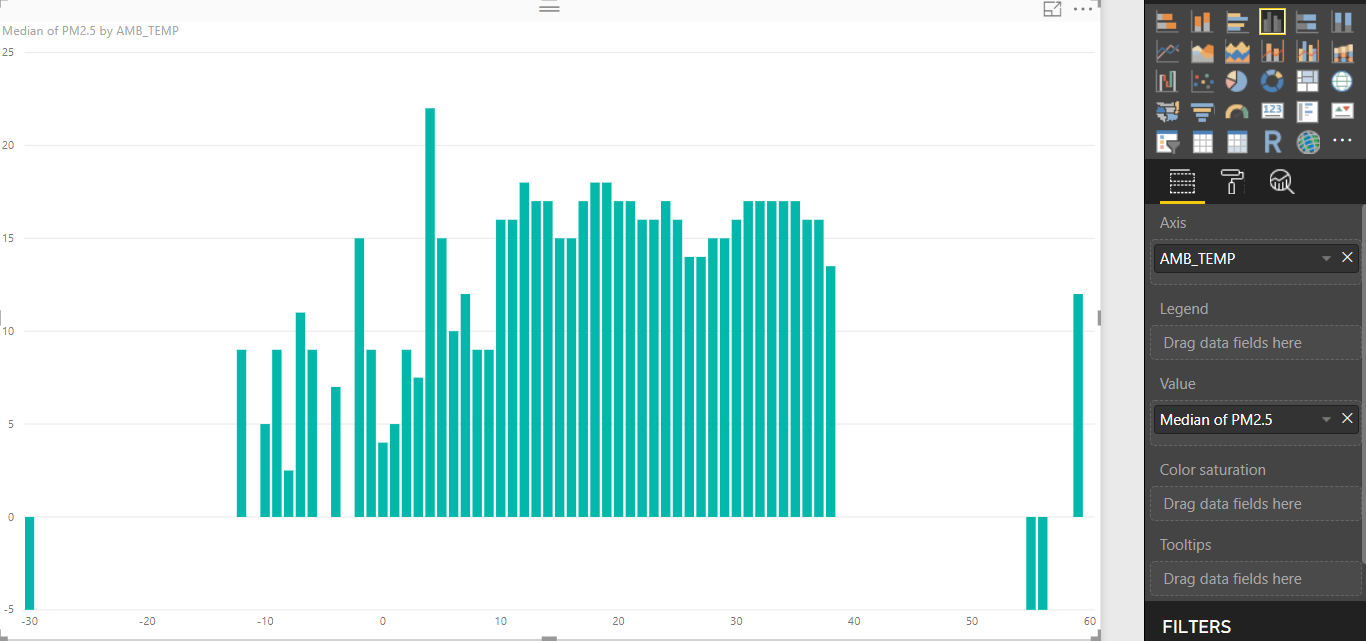 Median of PM2.5 by AMB_TEMP
25
20
15
10
5
0
-5
-30 -20 -10 0 10 20 30 40 50 60
123
R
Axis
AMB_TEMP
Legend
Drag data fields here
Value
Median of PM2.5
Color saturation
Drag data fields here
Tooltips
Drag data fields here
FILTERS